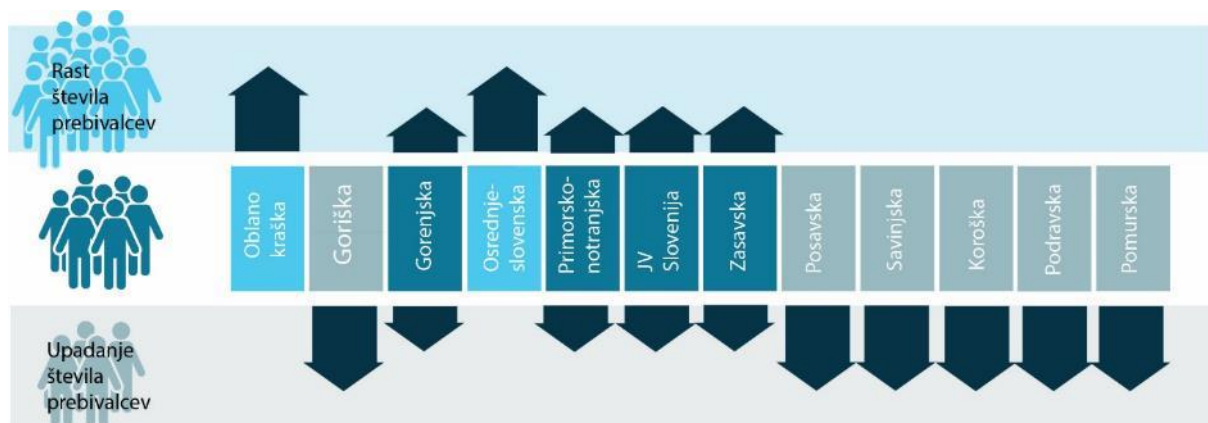 Rast
števila
prebivalcev
Oblano
kraška
Goriška
Gorenjska
Osrednje-
slovenska
Primorsko-
notranjska
JV
Slovenija
Zasavska
Posavska
Savinjska
Koroška
Podravska
Pomurska
Upadanje
števila
prebivalcev